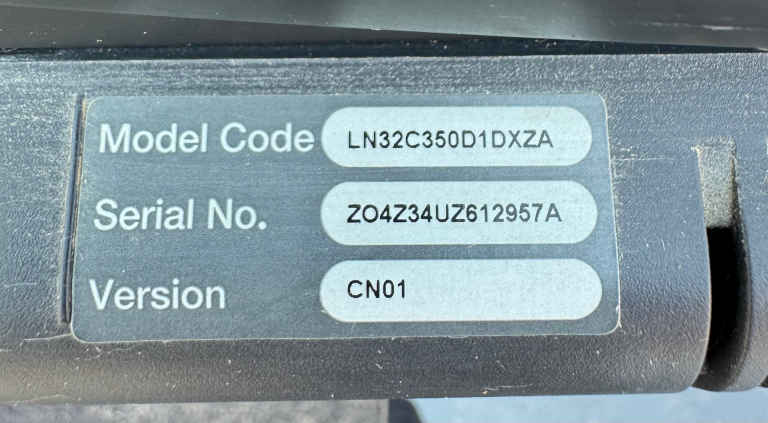 Model Code LN32C350D1DXZA
Serial No. ZO4Z34UZ612957A
Version CN01